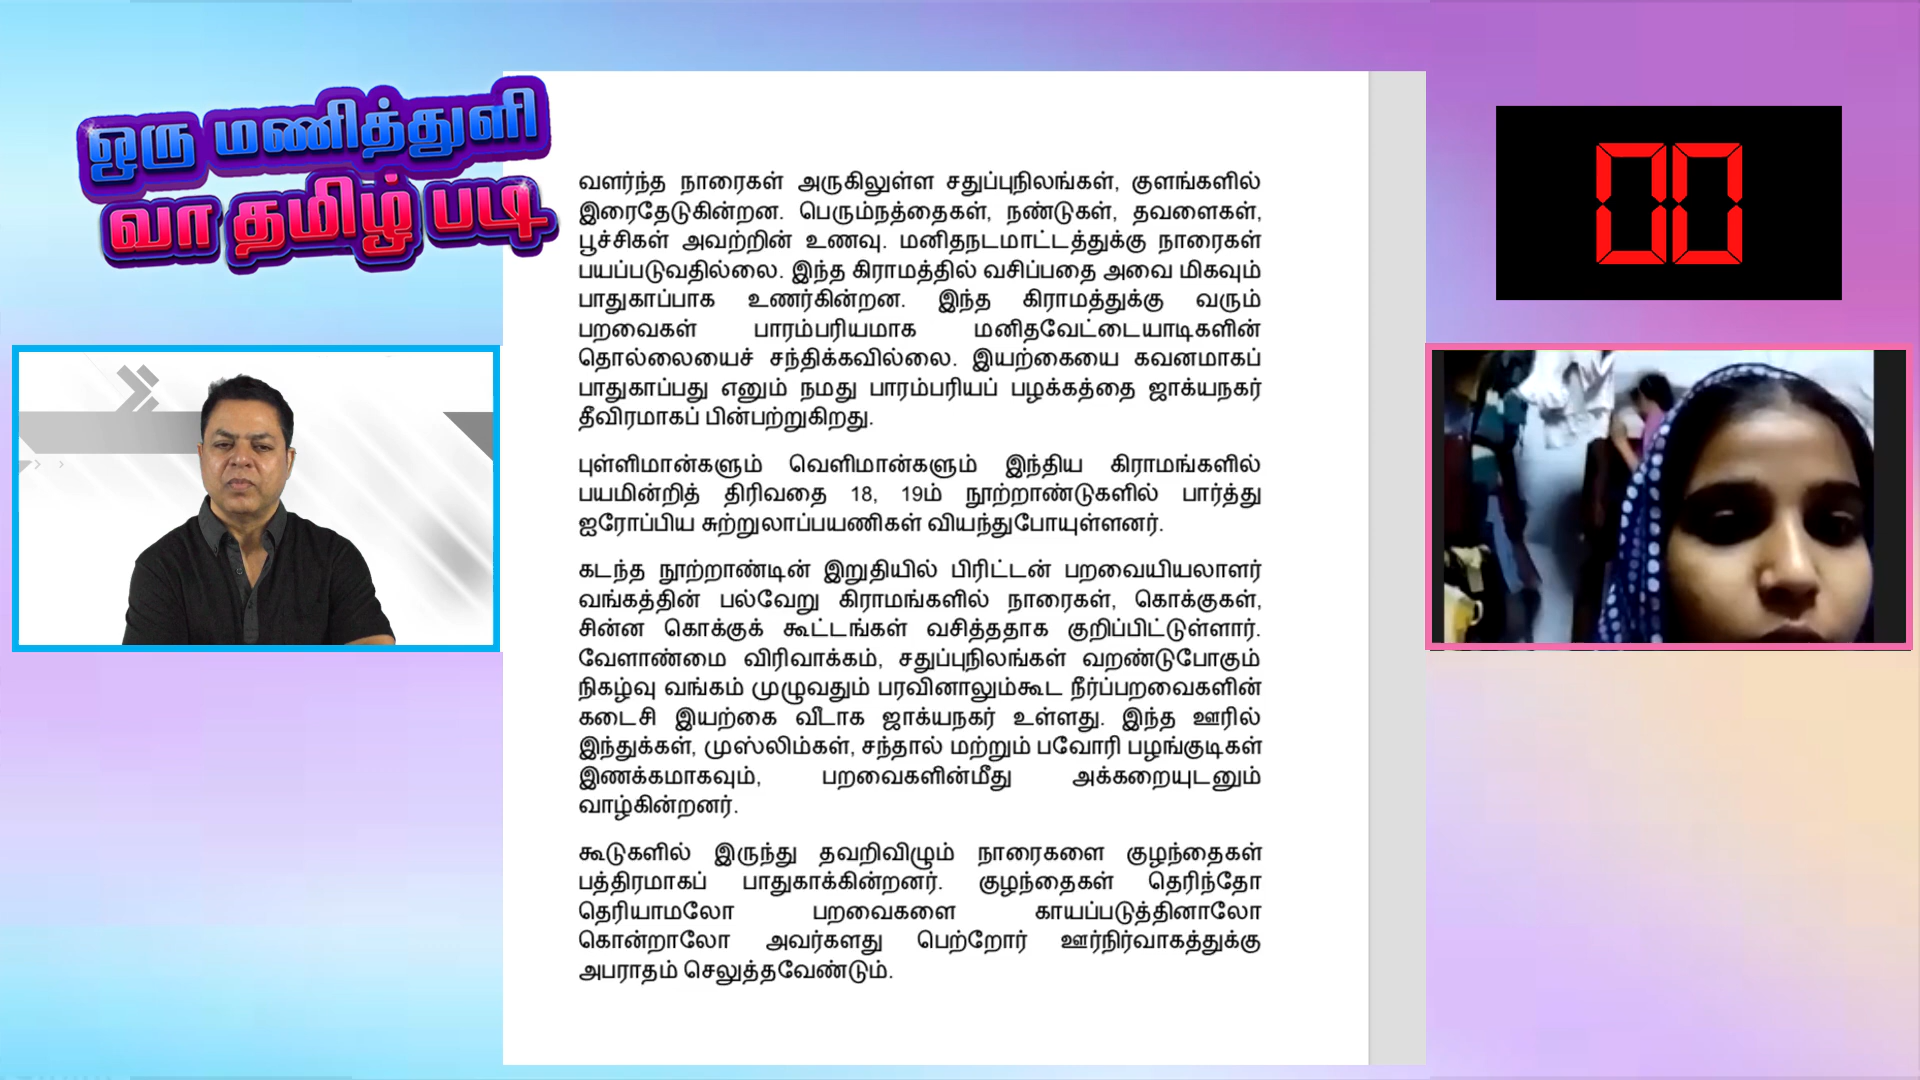 ஒரு மணித்துளி
வா தமிழ் படி
வளர்ந்த நாரைகள் அருகிலுள்ள சதுப்புநிலங்கள், குளங்களில்
இரைதேடுகின்றன. பெரும்நத்தைகள், நண்டுகள், தவளைகள்,
பூச்சிகள் அவற்றின் உணவு. மனிதநடமாட்டத்துக்கு நாரைகள்
பயப்படுவதில்லை. இந்த கிராமத்தில் வசிப்பதை அவை மிகவும்
பாதுகாப்பாக உணர்கின்றன. இந்த கிராமத்துக்கு வரும்
பறவைகள் பாரம்பரியமாக மனிதவேட்டையாடிகளின்
தொல்லையைச் சந்திக்கவில்லை. இயற்கையை கவனமாகப்
பாதுகாப்பது எனும் நமது பாரம்பரியப் பழக்கத்தை ஜாக்யநகர்
தீவிரமாகப் பின்பற்றுகிறது.
புள்ளிமான்களும் வெளிமான்களும் இந்திய கிராமங்களில்
பயமின்றித் திரிவதை 18, 19ம் நூற்றாண்டுகளில் பார்த்து
ஐரோப்பிய சுற்றுலாப்பயணிகள் வியந்துபோயுள்ளனர்.
கடந்த நூற்றாண்டின் இறுதியில் பிரிட்டன் பறவையியலாளர்
வங்கத்தின் பல்வேறு கிராமங்களில் நாரைகள், கொக்குகள்,
சின்ன கொக்குக் கூட்டங்கள் வசித்ததாக குறிப்பிட்டுள்ளார்.
வேளாண்மை விரிவாக்கம், சதுப்புநிலங்கள் வறண்டுபோகும்
நிகழ்வு வங்கம் முழுவதும் பரவினாலும்கூட நீர்ப்பறவைகளின்
கடைசி இயற்கை வீடாக ஜாக்யநகர் உள்ளது. இந்த ஊரில்
இந்துக்கள், முஸ்லிம்கள், சந்தால் மற்றும் பவோரி பழங்குடிகள்
இணக்கமாகவும், பறவைகளின்மீது அக்கறையுடனும்
வாழ்கின்றனர்.
கூடுகளில் இருந்து தவறிவிழும் நாரைகளை குழந்தைகள்
பத்திரமாகப் பாதுகாக்கின்றனர். குழந்தைகள் தெரிந்தோ
தெரியாமலோ பறவைகளை காயப்படுத்தினாலோ
கொன்றாலோ அவர்களது பெற்றோர் ஊர்நிர்வாகத்துக்கு
அபராதம் செலுத்தவேண்டும்.
00